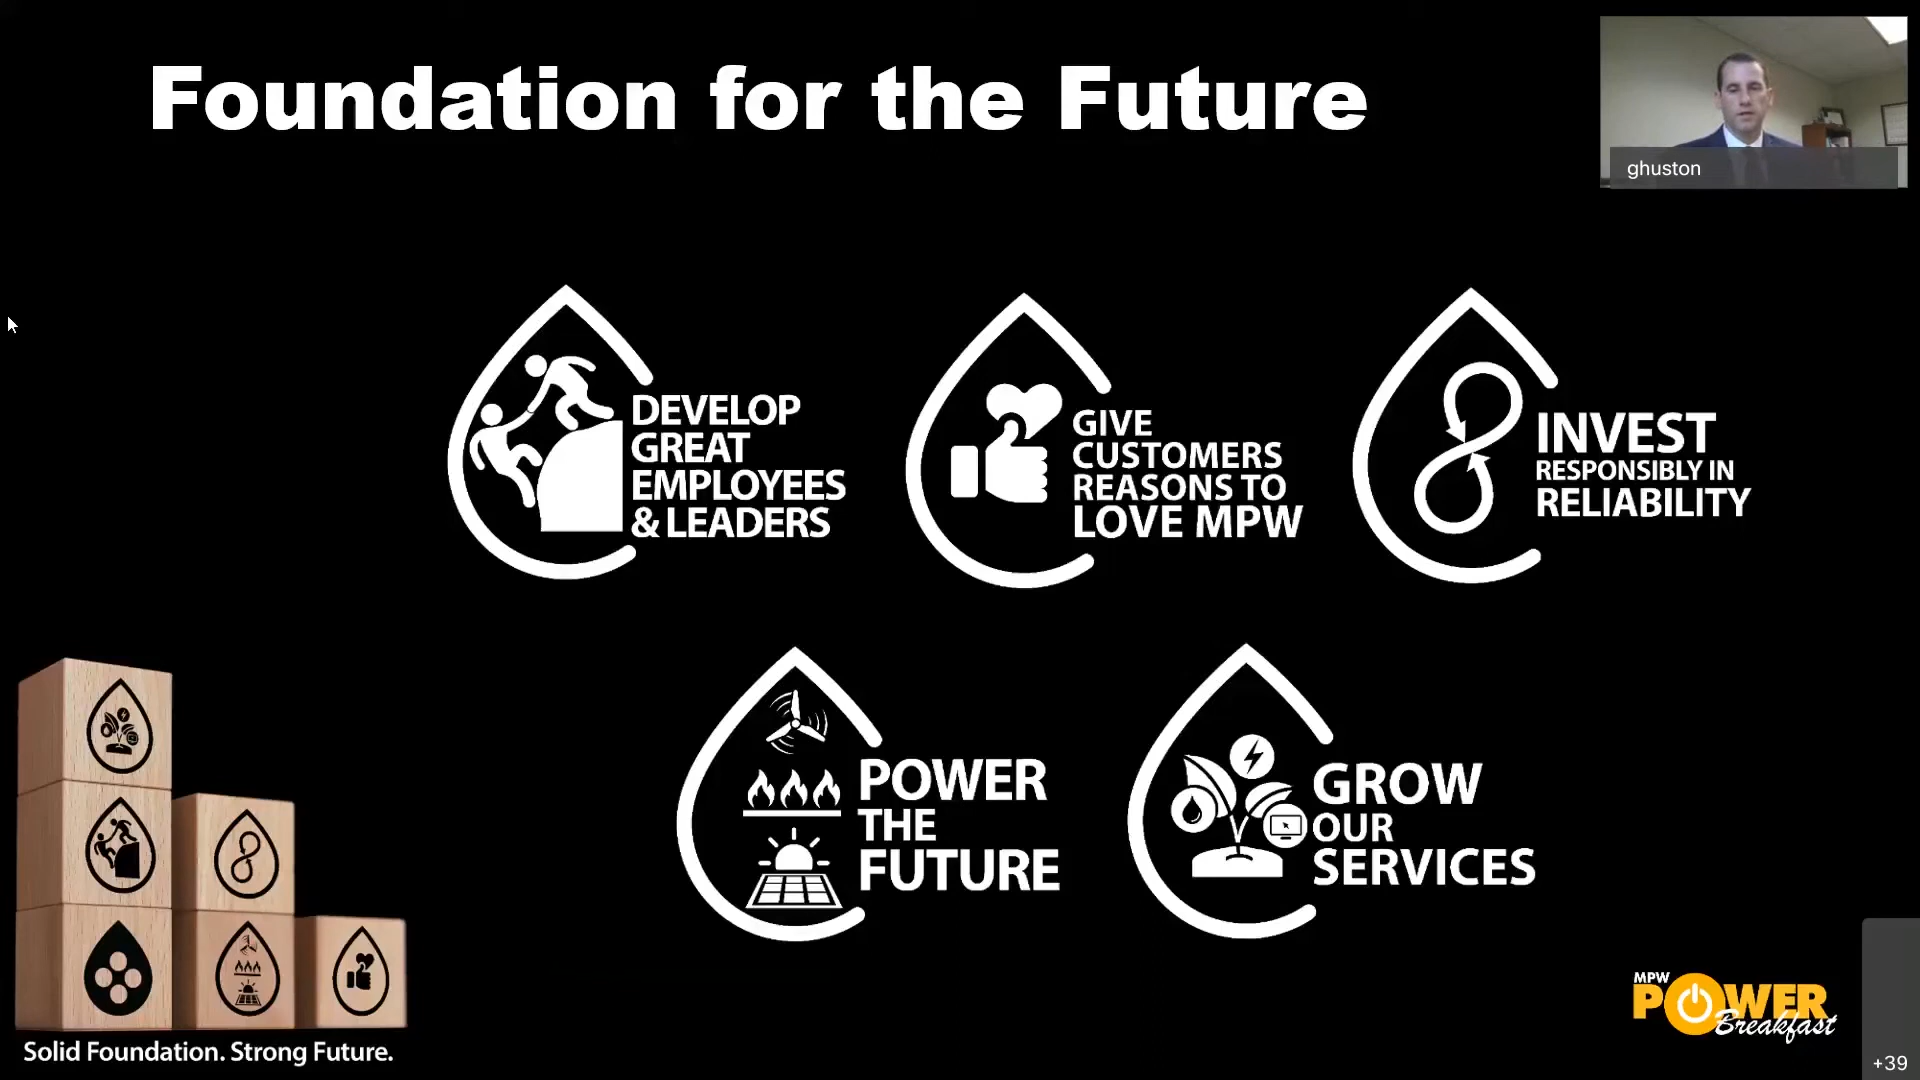 Foundation for the Future
ghuston
DEVELOP
GREAT
EMPLOYEES
& LEADERS
GIVE
CUSTOMERS
REASONS TO
LOVE MPW
INVEST
RESPONSIBLY IN
RELIABILITY
POWER
THE
FUTURE
GROW
OUR
SERVICES
Solid Foundation. Strong Future.
MPW
POWER
Breakfast
+39